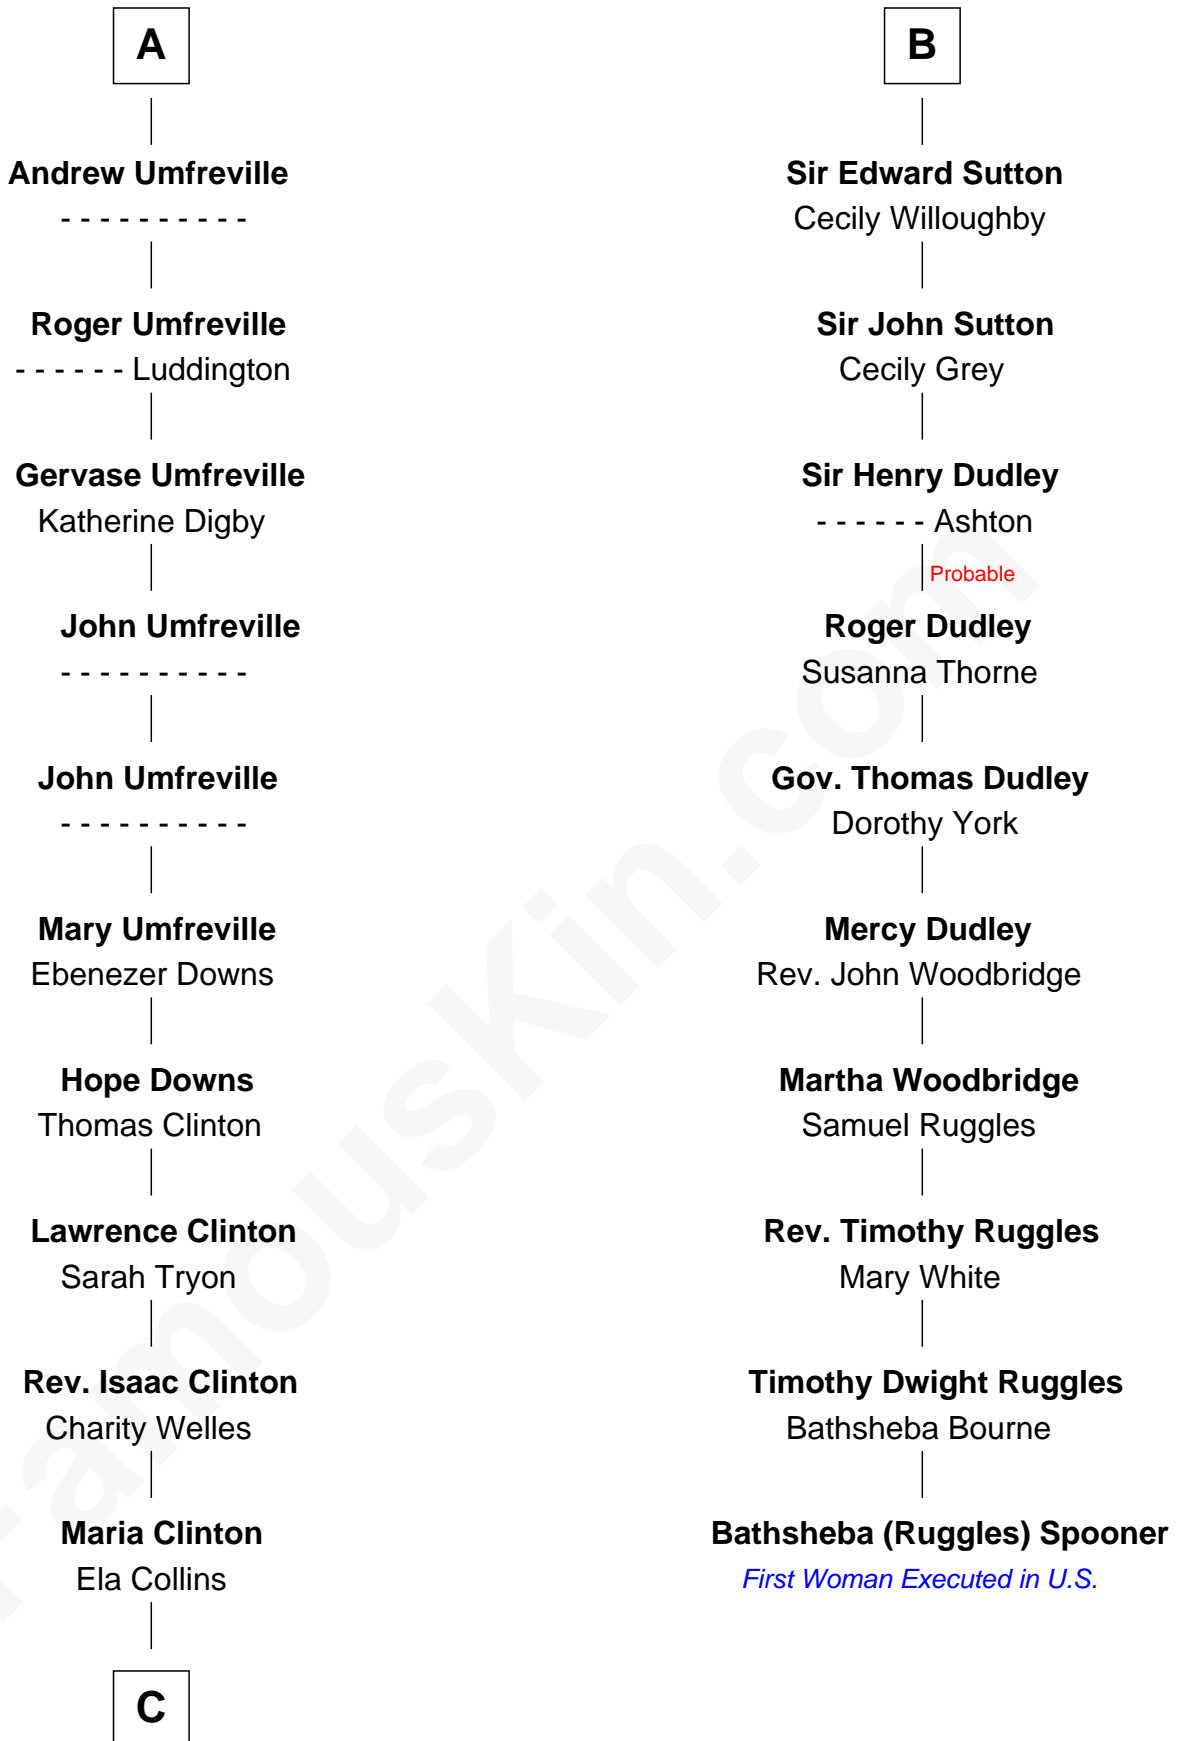 A
Andrew Umfreville
- - - - - - - - - -
Roger Umfreville
- - - - - - Luddington
Gervase Umfreville
Katherine Digby
John Umfreville
- - - - - - - - - -
John Umfreville
- - - - - - - - - -
Mary Umfreville
Ebenezer Downs
Hope Downs
Thomas Clinton
Lawrence Clinton
Sarah Tryon
Rev. Isaac Clinton
Charity Welles
Maria Clinton
Ela Collins
C
B
Sir Edward Sutton
Cecily Willoughby
Sir John Sutton
Cecily Grey
Sir Henry Dudley
- - - - - - Ashton
Probable
Roger Dudley
Susanna Thorne
Gov. Thomas Dudley
Dorothy York
Mercy Dudley
Rev. John Woodbridge
Martha Woodbridge
Samuel Ruggles
Rev. Timothy Ruggles
Mary White
Timothy Dwight Ruggles
Bathsheba Bourne
Bathsheba (Ruggles) Spooner
First Woman Executed in U.S.
FamousKin.com